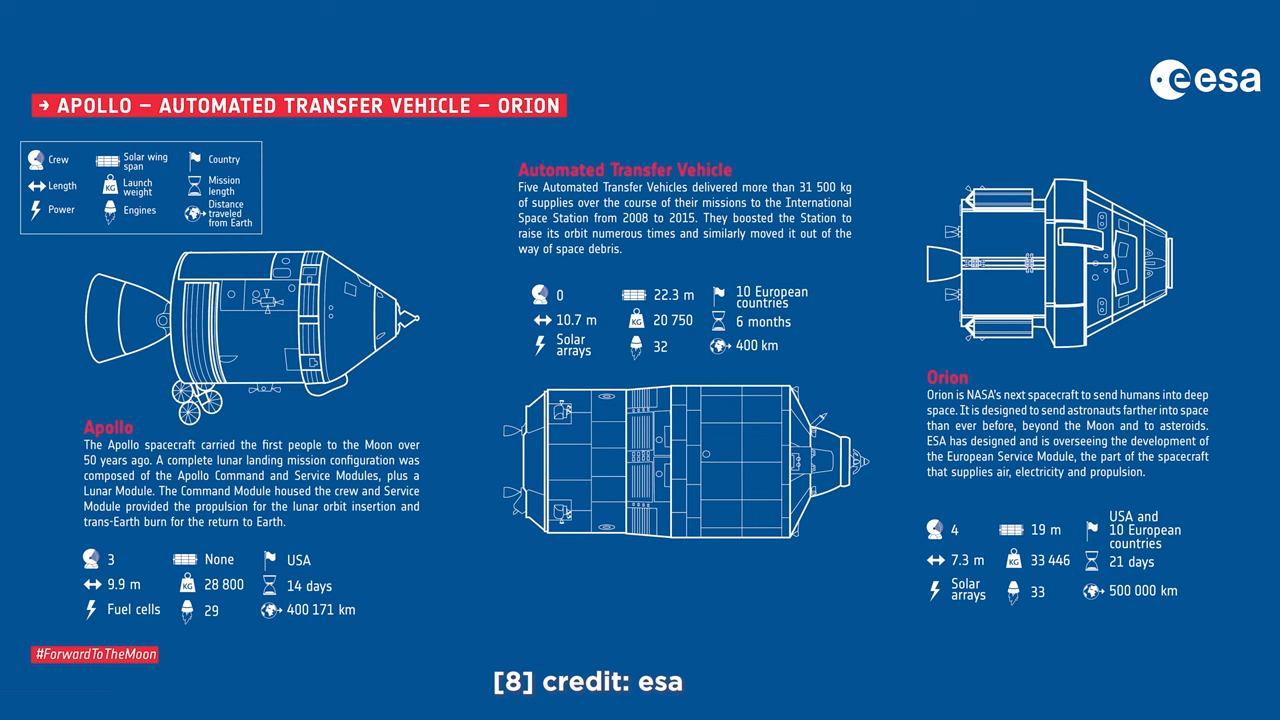 esa
→ APOLLO – AUTOMATED TRANSFER VEHICLE – ORION
Crew
Solar wing
span
Country
Length
KG
Launch
weight
Mission
length
Power
Engines
Distance
traveled
from Earth
Apollo
The Apollo spacecraft carried the first people to the Moon over
50 years ago. A complete lunar landing mission configuration was
composed of the Apollo Command and Service Modules, plus a
Lunar Module. The Command Module housed the crew and Service
Module provided the propulsion for the lunar orbit insertion and
trans-Earth burn for the return to Earth.
3
None
USA
9.9 m
KG
28 800
14 days
Fuel cells
29
400 171 km
Automated Transfer Vehicle
Five Automated Transfer Vehicles delivered more than 31 500 kg
of supplies over the course of their missions to the International
Space Station from 2008 to 2015. They boosted the Station to
raise its orbit numerous times and similarly moved it out of the
way of space debris.
0
22.3 m
10 European
countries
10.7 m
KG
20 750
6 months
Solar
arrays
32
400 km
Orion
Orion is NASA's next spacecraft to send humans into deep
space. It is designed to send astronauts farther into space
than ever before, beyond the Moon and to asteroids.
ESA has designed and is overseeing the development of
the European Service Module, the part of the spacecraft
that supplies air, electricity and propulsion.
4
19 m
USA and
10 European
countries
7.3 m
KG
33 446
21 days
Solar
arrays
33
500 000 km
#ForwardToTheMoon
[8] credit: esa